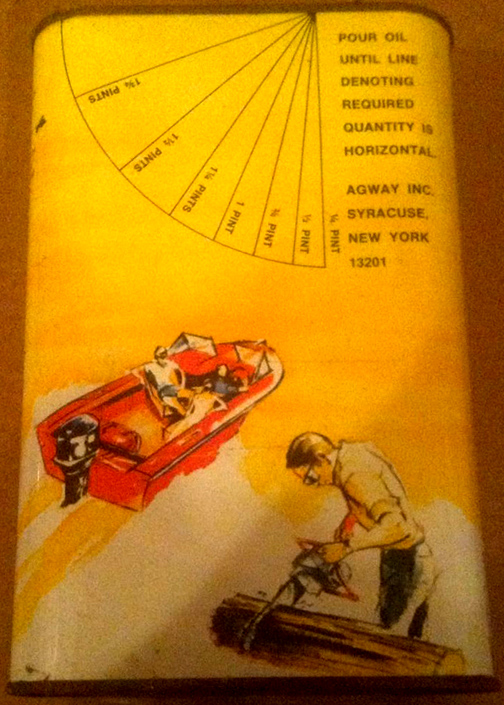 POUR OIL
UNTIL LINE
DENOTING
REQUIRED
QUANTITY IS
HORIZONTAL.
AGWAY INC.
SYRACUSE,
NEW YORK
13201
1¾ PINTS
1½ PINTS
1¼ PINTS
1 PINT
¾ PINT
½ PINT
¼ PINT